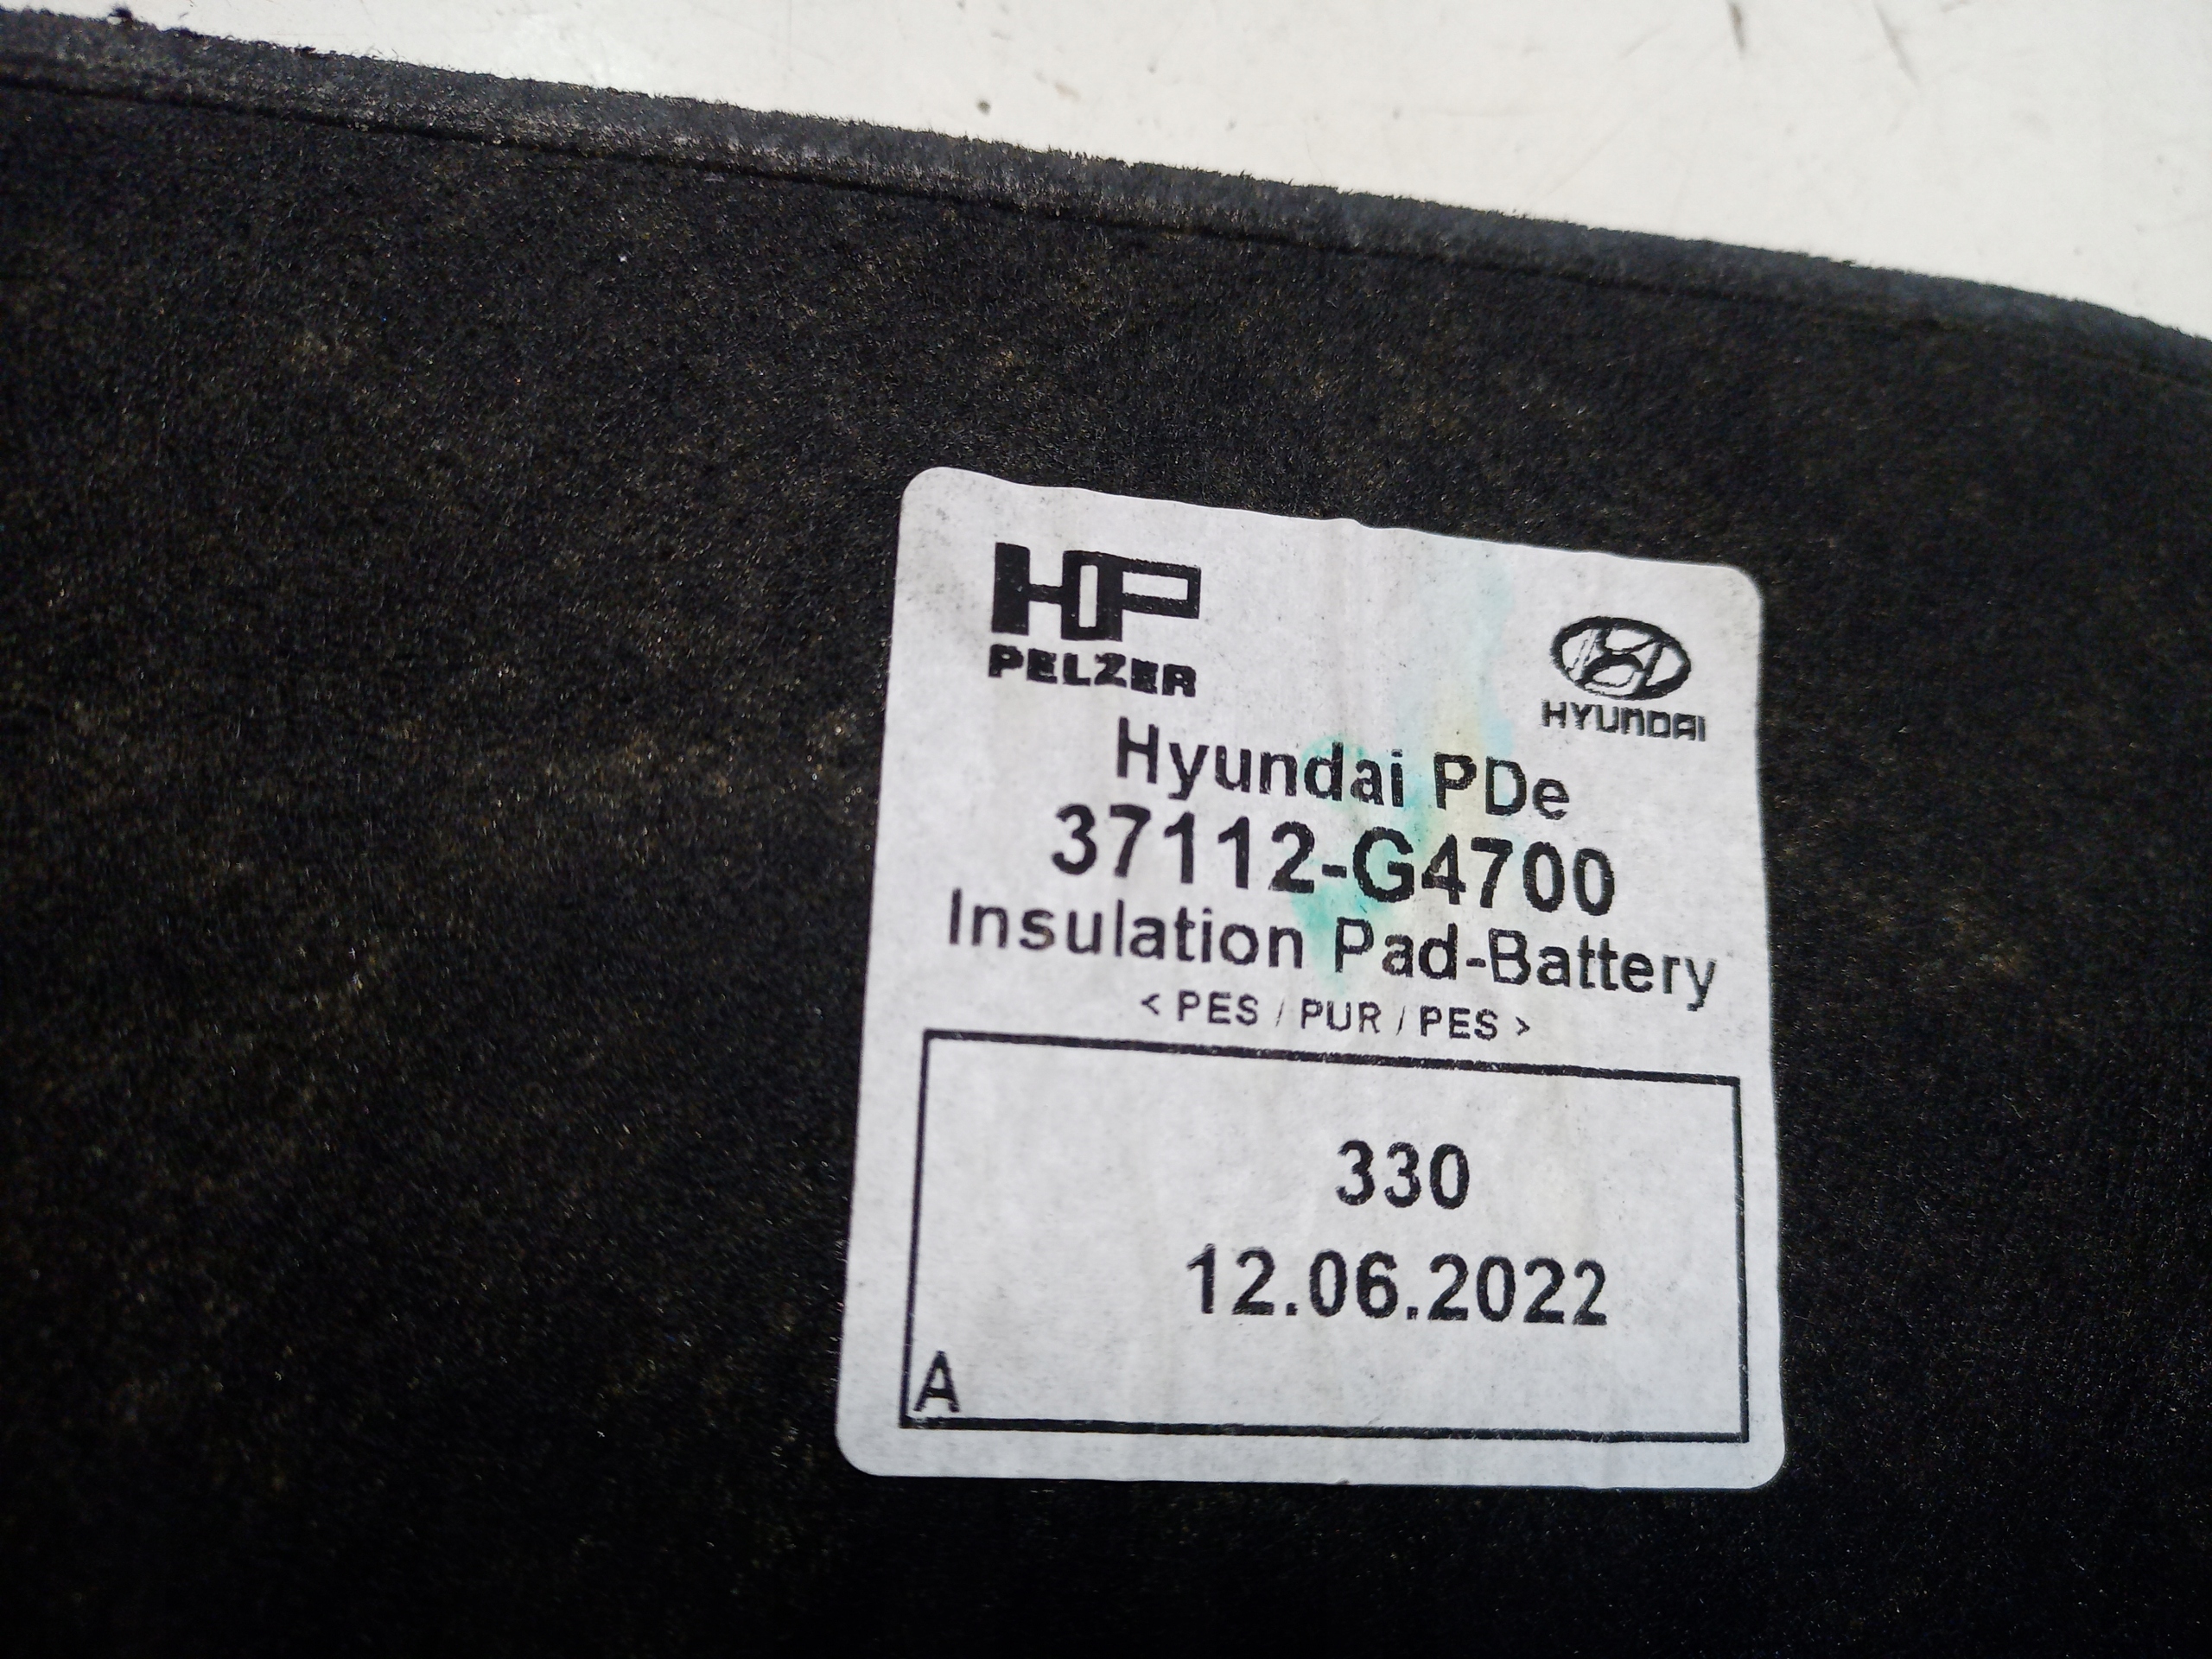 HP
PELZER
HYUNDAI
Hyundai PDe
37112-G4700
Insulation Pad-Battery
< PES / PUR / PES >
330
12.06.2022
A